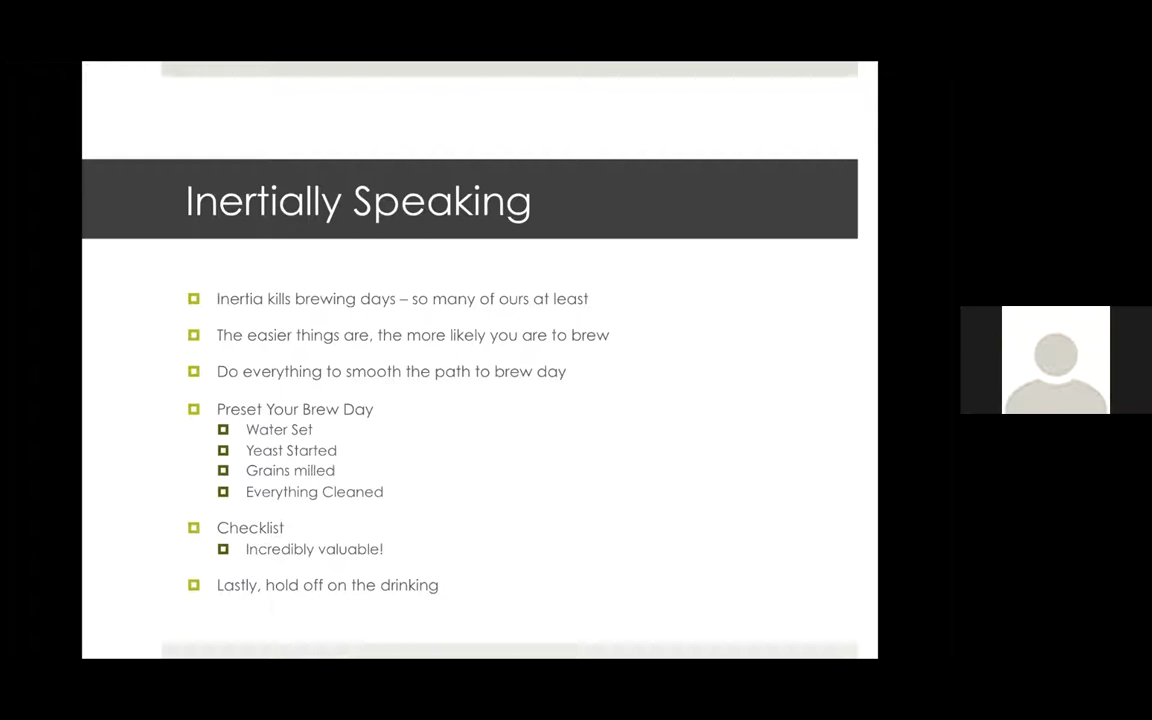 Inertially Speaking
Inertia kills brewing days – so many of ours at least
The easier things are, the more likely you are to brew
Do everything to smooth the path to brew day
Preset Your Brew Day
Water Set
Yeast Started
Grains milled
Everything Cleaned
Checklist
Incredibly valuable!
Lastly, hold off on the drinking